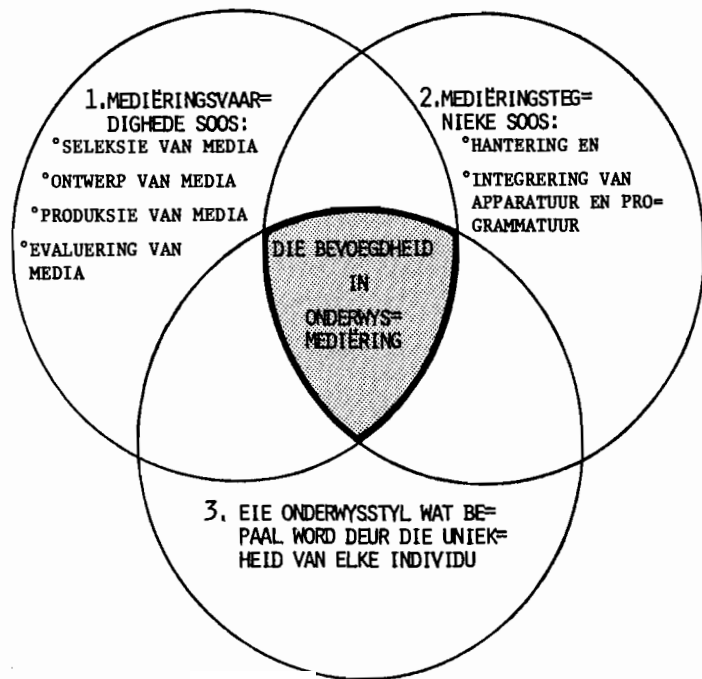 1.MEDIËRINGSVAAR=
DIGHEDE SOOS:
°SELEKSIE VAN MEDIA
°ONTWERP VAN MEDIA
°PRODUKSIE VAN MEDIA
°EVALUERING VAN
MEDIA
2.MEDIËRINGSTEG=
NIEKE SOOS:
°HANTERING EN
°INTEGRERING VAN
APPARATUUR EN PRO=
GRAMMATUUR
DIE BEVOEGDHEID
IN
ONDERWYS=
MEDIËRING
3. EIE ONDERWYSSTYL WAT BE=
PAAL WORD DEUR DIE UNIEK=
HEID VAN ELKE INDIVIDU